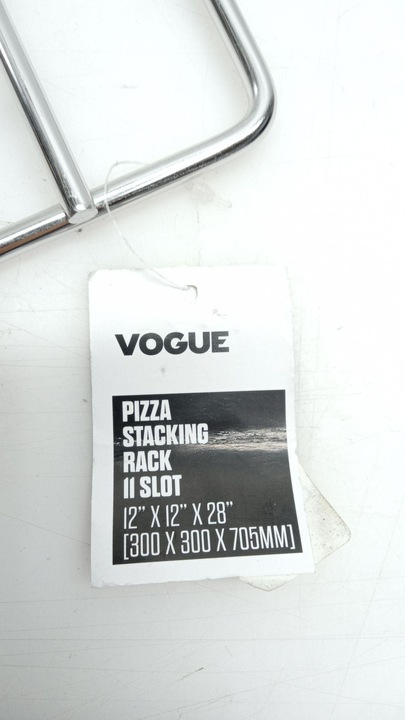 VOGUE
PIZZA
STACKING
RACK
11 SLOT
12" X 12" X 28"
[300 X 300 X 705MM]